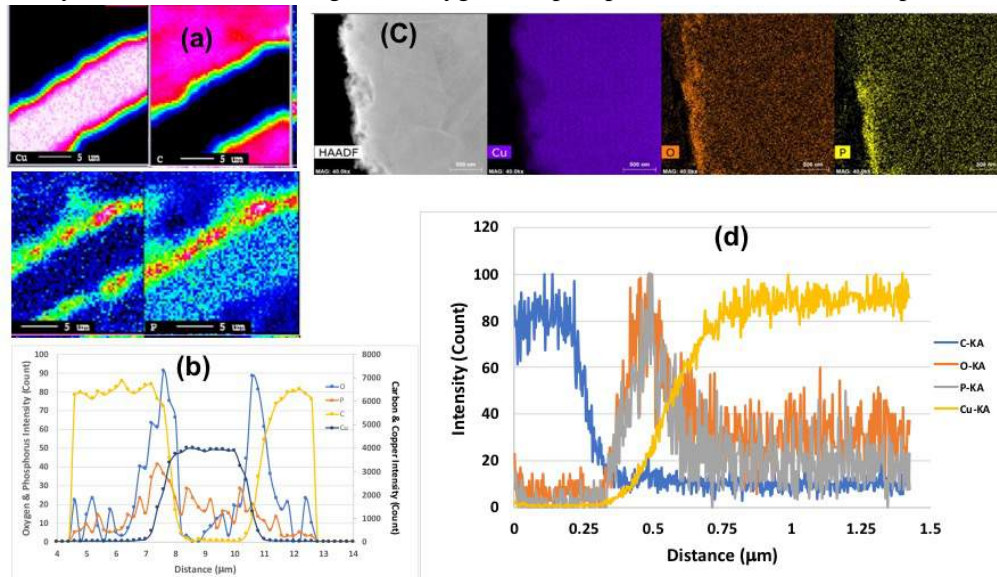 (a)
Cu 5 um
C 5 um
5 um
P 5 um
(C)
HAADF
MAG: 40.0kx
500 nm
Cu
MAG: 40.0kx
500 nm
O
MAG: 40.0kx
500 nm
P
MAG: 40.0kx
500 nm
(b)
Oxygen & Phosphorus Intensity (Count)
100
90
80
70
60
50
40
30
20
10
0
4 5 6 7 8 9 10 11 12 13 14
Distance (μm)
8000
7000
6000
5000
4000
3000
2000
1000
0
Carbon & Copper Intensity (Count)
O
P
C
Cu
(d)
Intensity (Count)
120
100
80
60
40
20
0
0 0.25 0.5 0.75 1 1.25 1.5
Distance (μm)
C-KA
O-KA
P-KA
Cu-KA